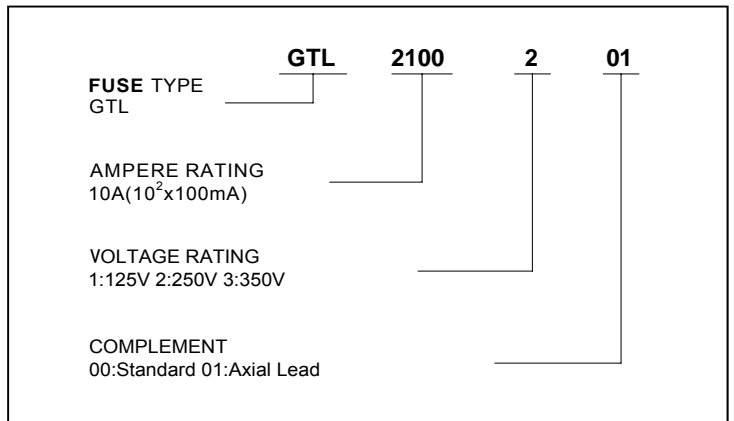 GTL 2100 2 01
FUSE TYPE
GTL
AMPERE RATING
10A(10²x100mA)
VOLTAGE RATING
1:125V 2:250V 3:350V
COMPLEMENT
00:Standard 01:Axial Lead